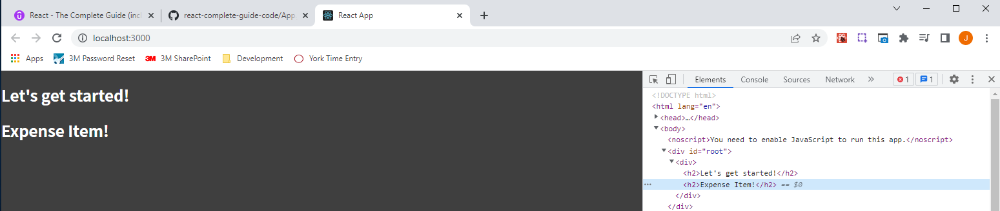 React - The Complete Guide (incl
react-complete-guide-code/App.
React App
localhost:3000
J
Apps
3M Password Reset
3M
3M SharePoint
Development
York Time Entry
Let's get started!
Expense Item!
Elements
Console
Sources
Network
»
1
1
<!DOCTYPE html>
<html lang="en">
<head>…</head>
<body>
<noscript>You need to enable JavaScript to run this app.</noscript>
<div id="root">
<div>
<h2>Let's get started!</h2>
<h2>Expense Item!</h2> == $0
</div>
</div>